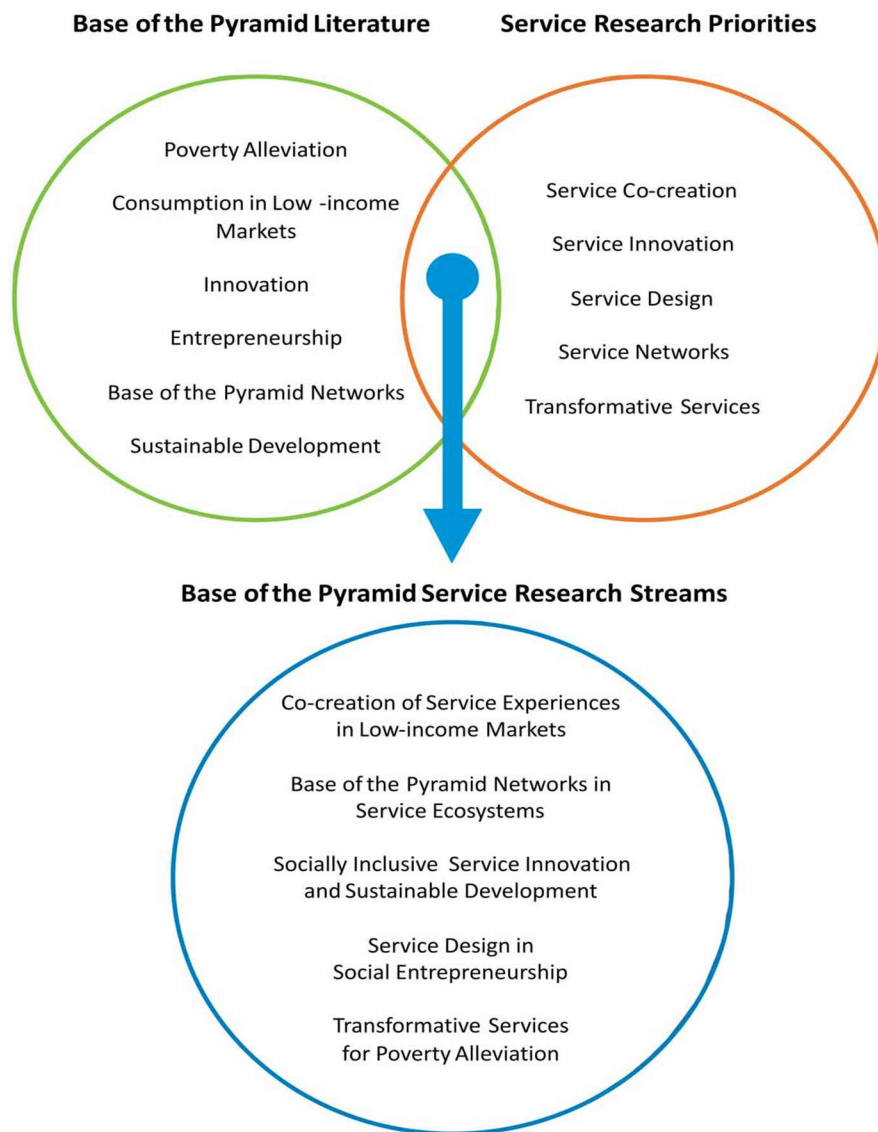 Base of the Pyramid Literature
Service Research Priorities
Poverty Alleviation
Consumption in Low -income
Markets
Innovation
Entrepreneurship
Base of the Pyramid Networks
Sustainable Development
Service Co-creation
Service Innovation
Service Design
Service Networks
Transformative Services
Base of the Pyramid Service Research Streams
Co-creation of Service Experiences
in Low-income Markets
Base of the Pyramid Networks in
Service Ecosystems
Socially Inclusive Service Innovation
and Sustainable Development
Service Design in
Social Entrepreneurship
Transformative Services
for Poverty Alleviation